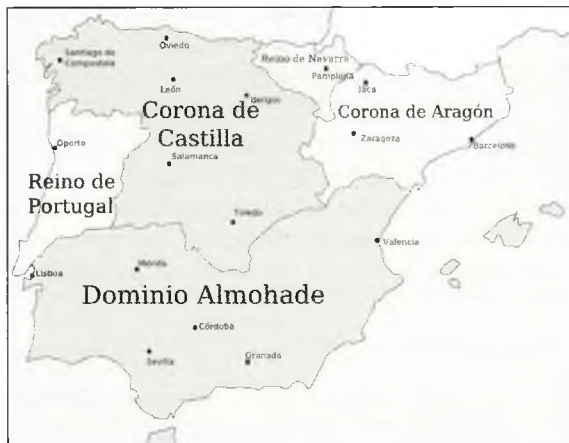 Oviedo
Santiago de
Compostela
Reino de Navarra
Pamplona
León
Jaca
Burgos
Corona de
Castilla
Corona de Aragón
Oporto
Zaragoza
Barcelona
Salamanca
Reino de
Portugal
Toledo
Valencia
Lisboa
Mérida
Dominio Almohade
Córdoba
Sevilla
Granada